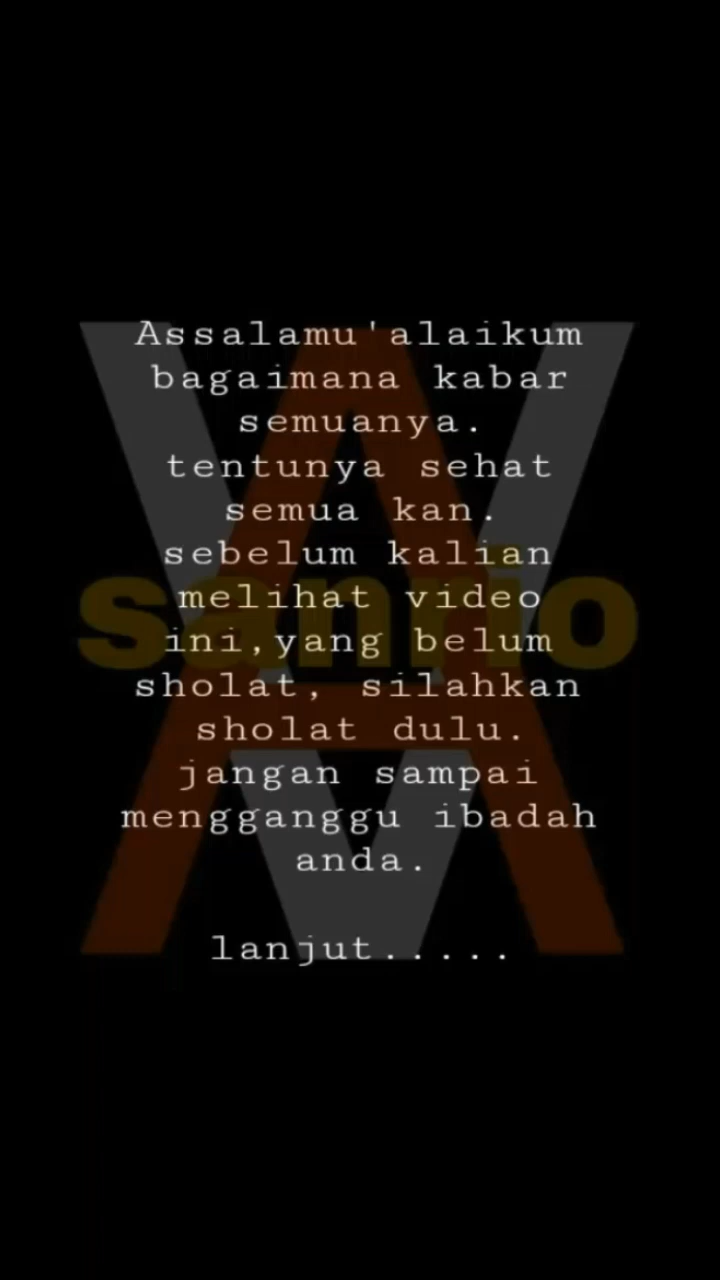 Assalamu'alaikum
bagaimana kabar
semuanya.
tentunya sehat
semua kan.
sebelum kalian
melihat video
ini,yang belum
sholat, silahkan
sholat dulu.
jangan sampai
mengganggu ibadah
anda.
lanjut.....
sanrio